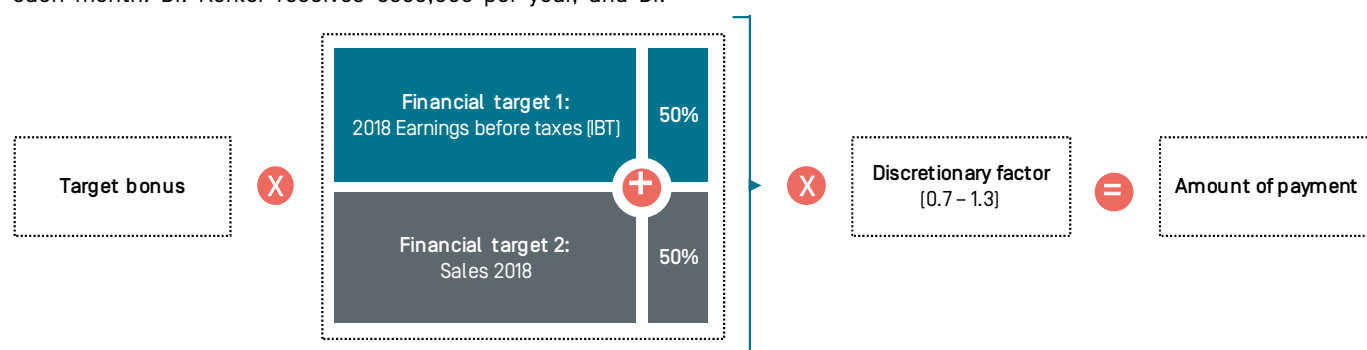 Financial target 1:
2018 Earnings before taxes (IBT)
50%
Target bonus
X
+
X
Discretionary factor
(0.7 – 1.3)
=
Amount of payment
Financial target 2:
Sales 2018
50%